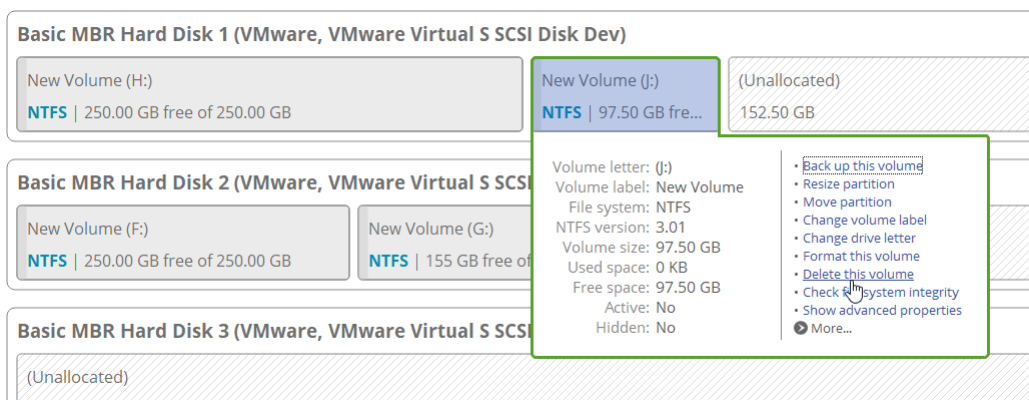 Basic MBR Hard Disk 1 (VMware, VMware Virtual S SCSI Disk Dev)
New Volume (H:)
NTFS | 250.00 GB free of 250.00 GB
New Volume (J:)
NTFS | 97.50 GB fre...
(Unallocated)
152.50 GB
Volume letter: (J:)
Volume label: New Volume
File system: NTFS
NTFS version: 3.01
Volume size: 97.50 GB
Used space: 0 KB
Free space: 97.50 GB
Active: No
Hidden: No
• Back up this volume
• Resize partition
• Move partition
• Change volume label
• Change drive letter
• Format this volume
• Delete this volume
• Check system integrity
• Show advanced properties
More...
Basic MBR Hard Disk 2 (VMware, VMware Virtual S SCSI
New Volume (F:)
NTFS | 250.00 GB free of 250.00 GB
New Volume (G:)
NTFS | 155 GB free of
Basic MBR Hard Disk 3 (VMware, VMware Virtual S SCSI
(Unallocated)